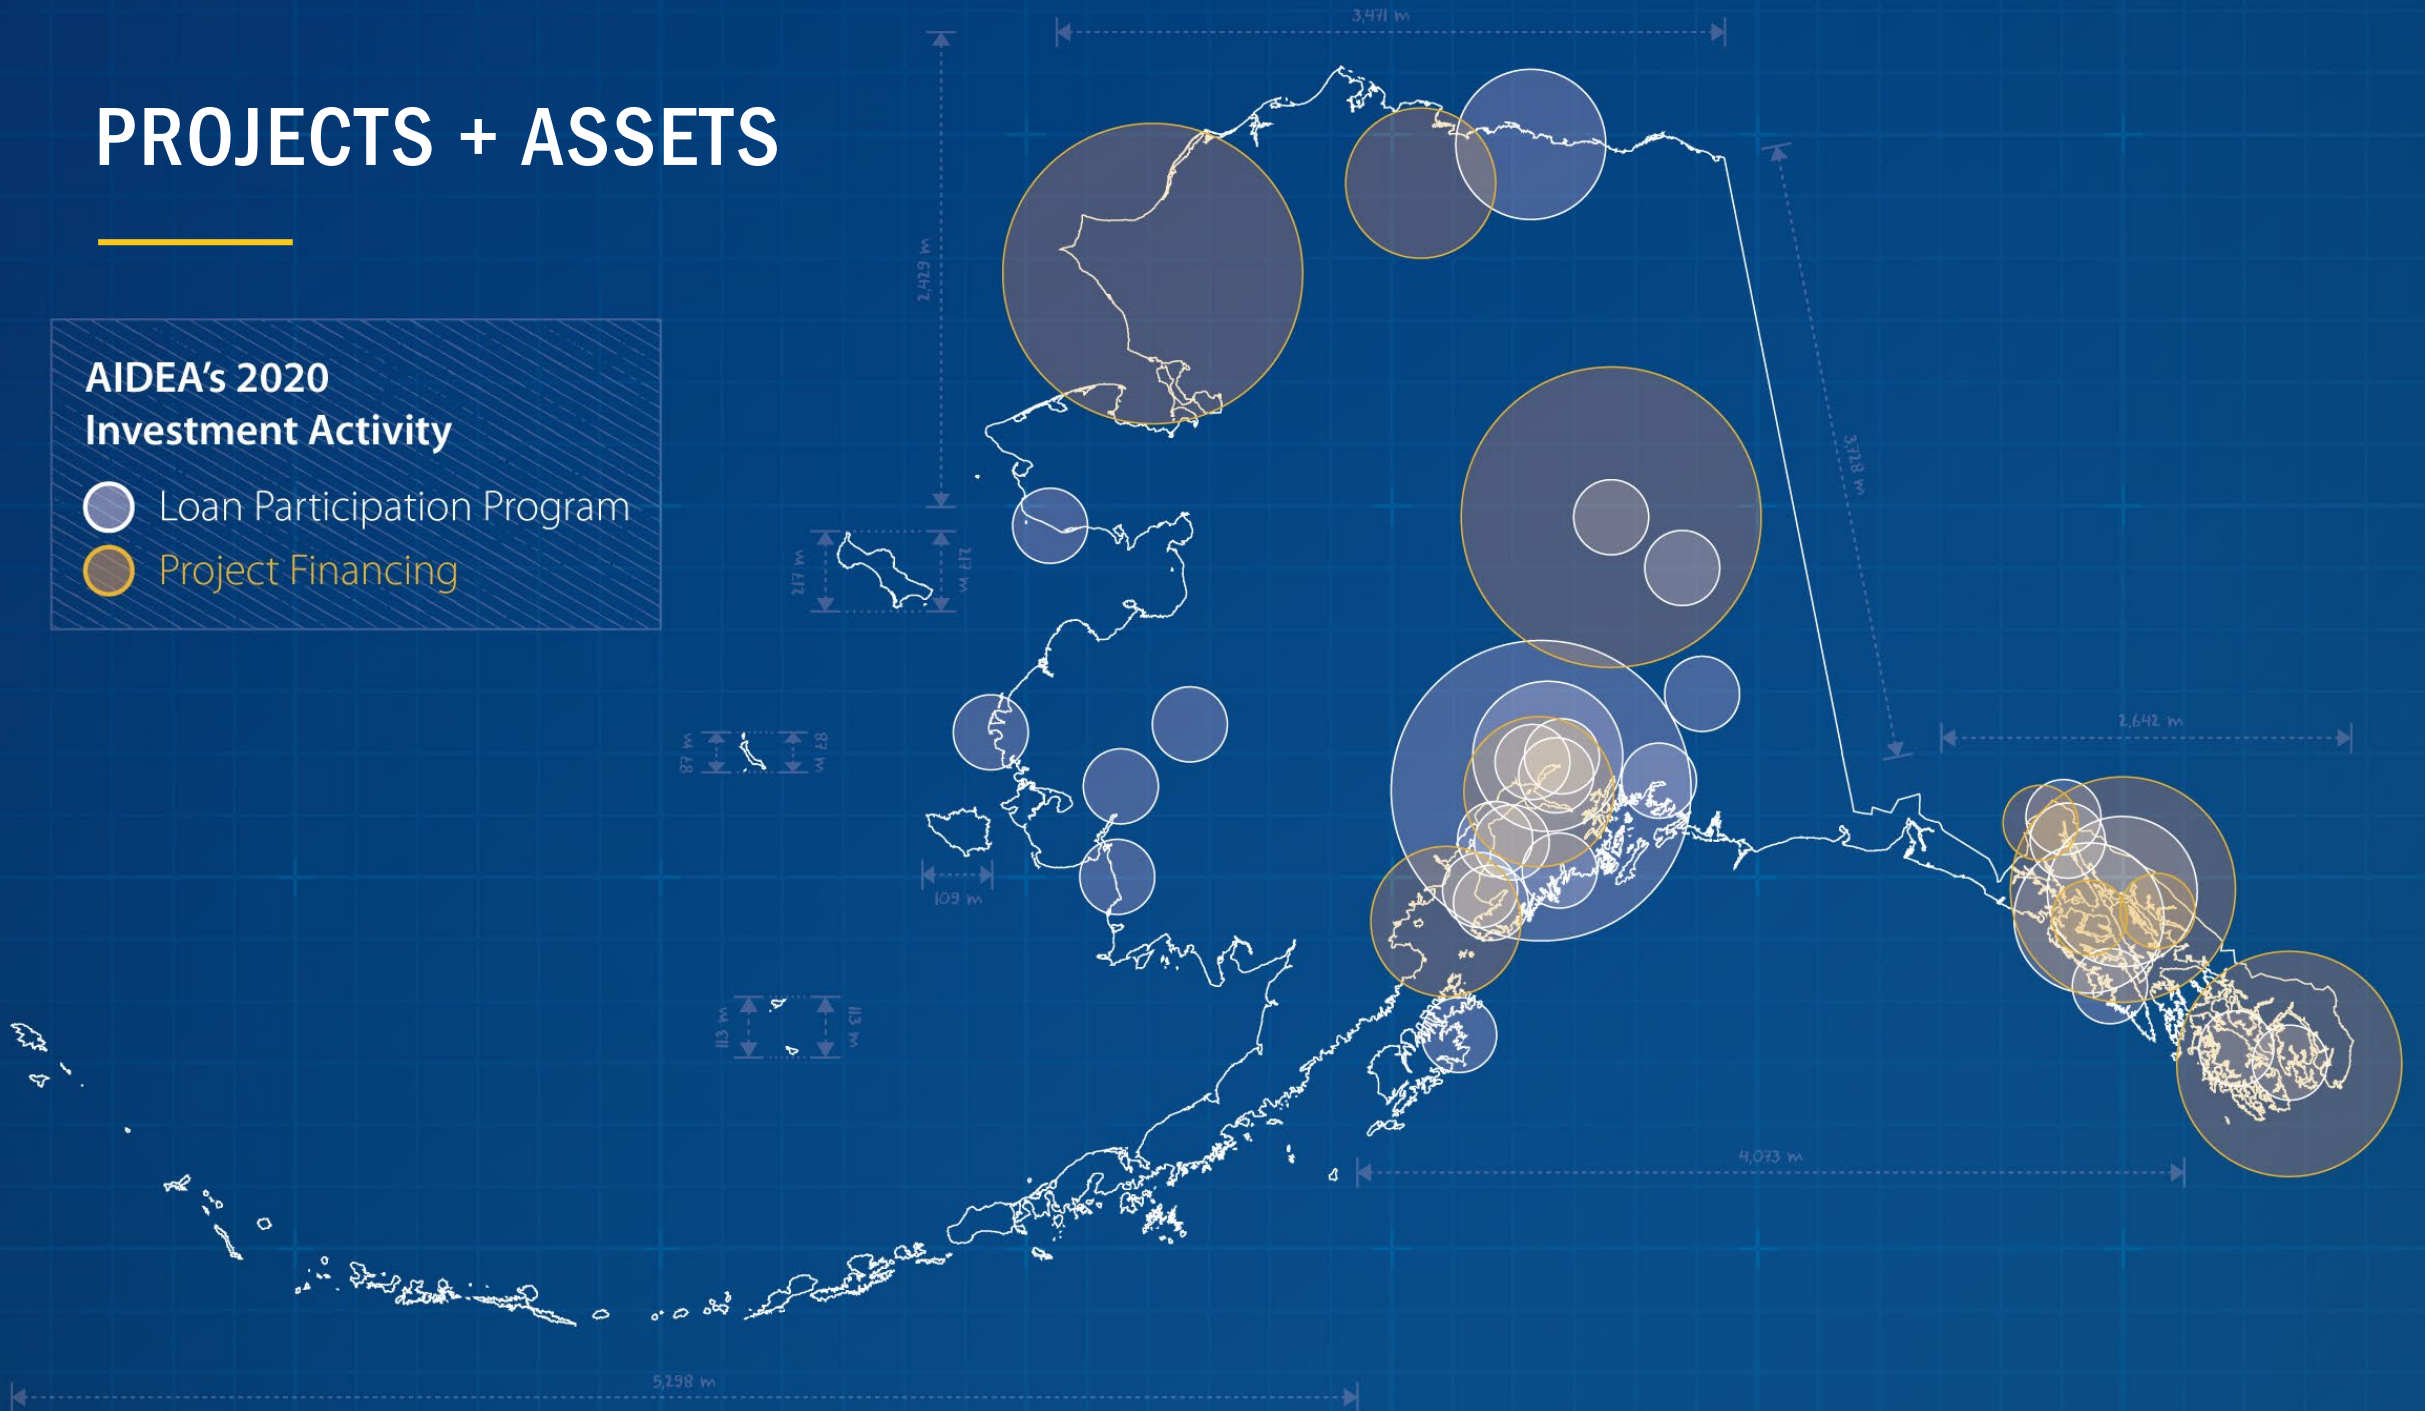 3,471 m
PROJECTS + ASSETS
2,429 m
AIDEA's 2020
Investment Activity
Loan Participation Program
Project Financing
3,728 m
217 m
217 m
2,642 m
87 m
87 m
109 m
113 m
113 m
4,073 m
5,298 m